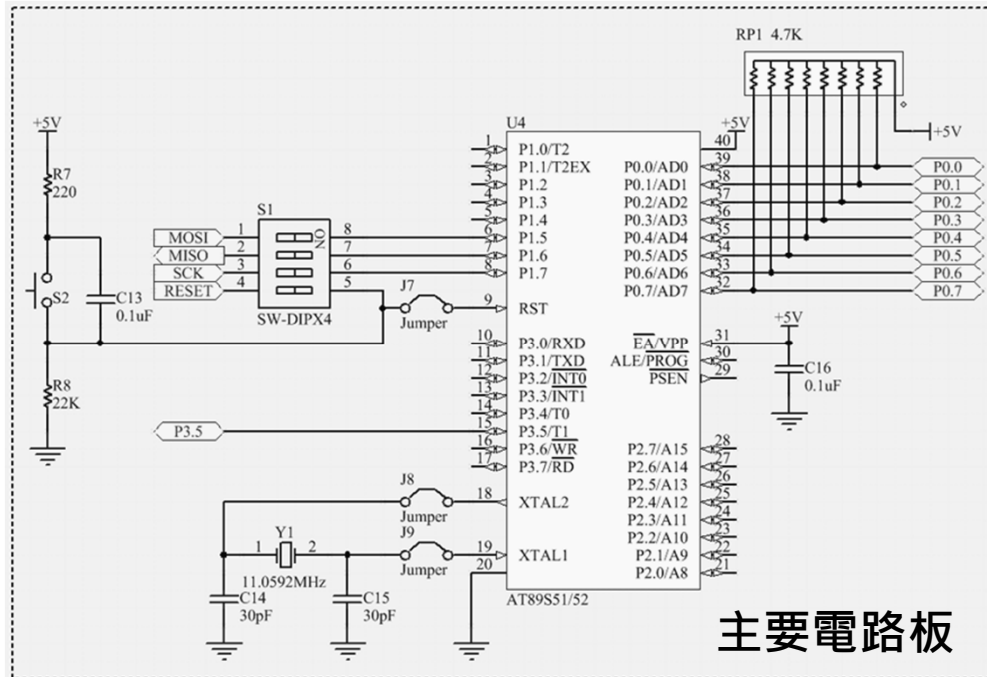 RP1 4.7K
+5V
+5V
R7
220
S2
C13
0.1uF
R8
22K
MOSI
MISO
SCK
RESET
S1
1
2
3
4
ON
8
7
6
5
SW-DIPX4
J7
Jumper
P3.5
J8
Jumper
J9
Jumper
1
Y1
2
11.0592MHz
C14
30pF
C15
30pF
U4
1 P1.0/T2
2 P1.1/T2EX
3 P1.2
4 P1.3
5 P1.4
6 P1.5
7 P1.6
8 P1.7
9 RST
10 P3.0/RXD
11 P3.1/TXD
12 P3.2/INT0
13 P3.3/INT1
14 P3.4/T0
15 P3.5/T1
16 P3.6/WR
17 P3.7/RD
18 XTAL2
19 XTAL1
20
+5V
40
P0.0/AD0 39 P0.0
P0.1/AD1 38 P0.1
P0.2/AD2 37 P0.2
P0.3/AD3 36 P0.3
P0.4/AD4 35 P0.4
P0.5/AD5 34 P0.5
P0.6/AD6 33 P0.6
P0.7/AD7 32 P0.7
+5V
EA/VPP 31
ALE/PROG 30
PSEN 29
C16
0.1uF
P2.7/A15 28
P2.6/A14 27
P2.5/A13 26
P2.4/A12 25
P2.3/A11 24
P2.2/A10 23
P2.1/A9 22
P2.0/A8 21
AT89S51/52
主要電路板